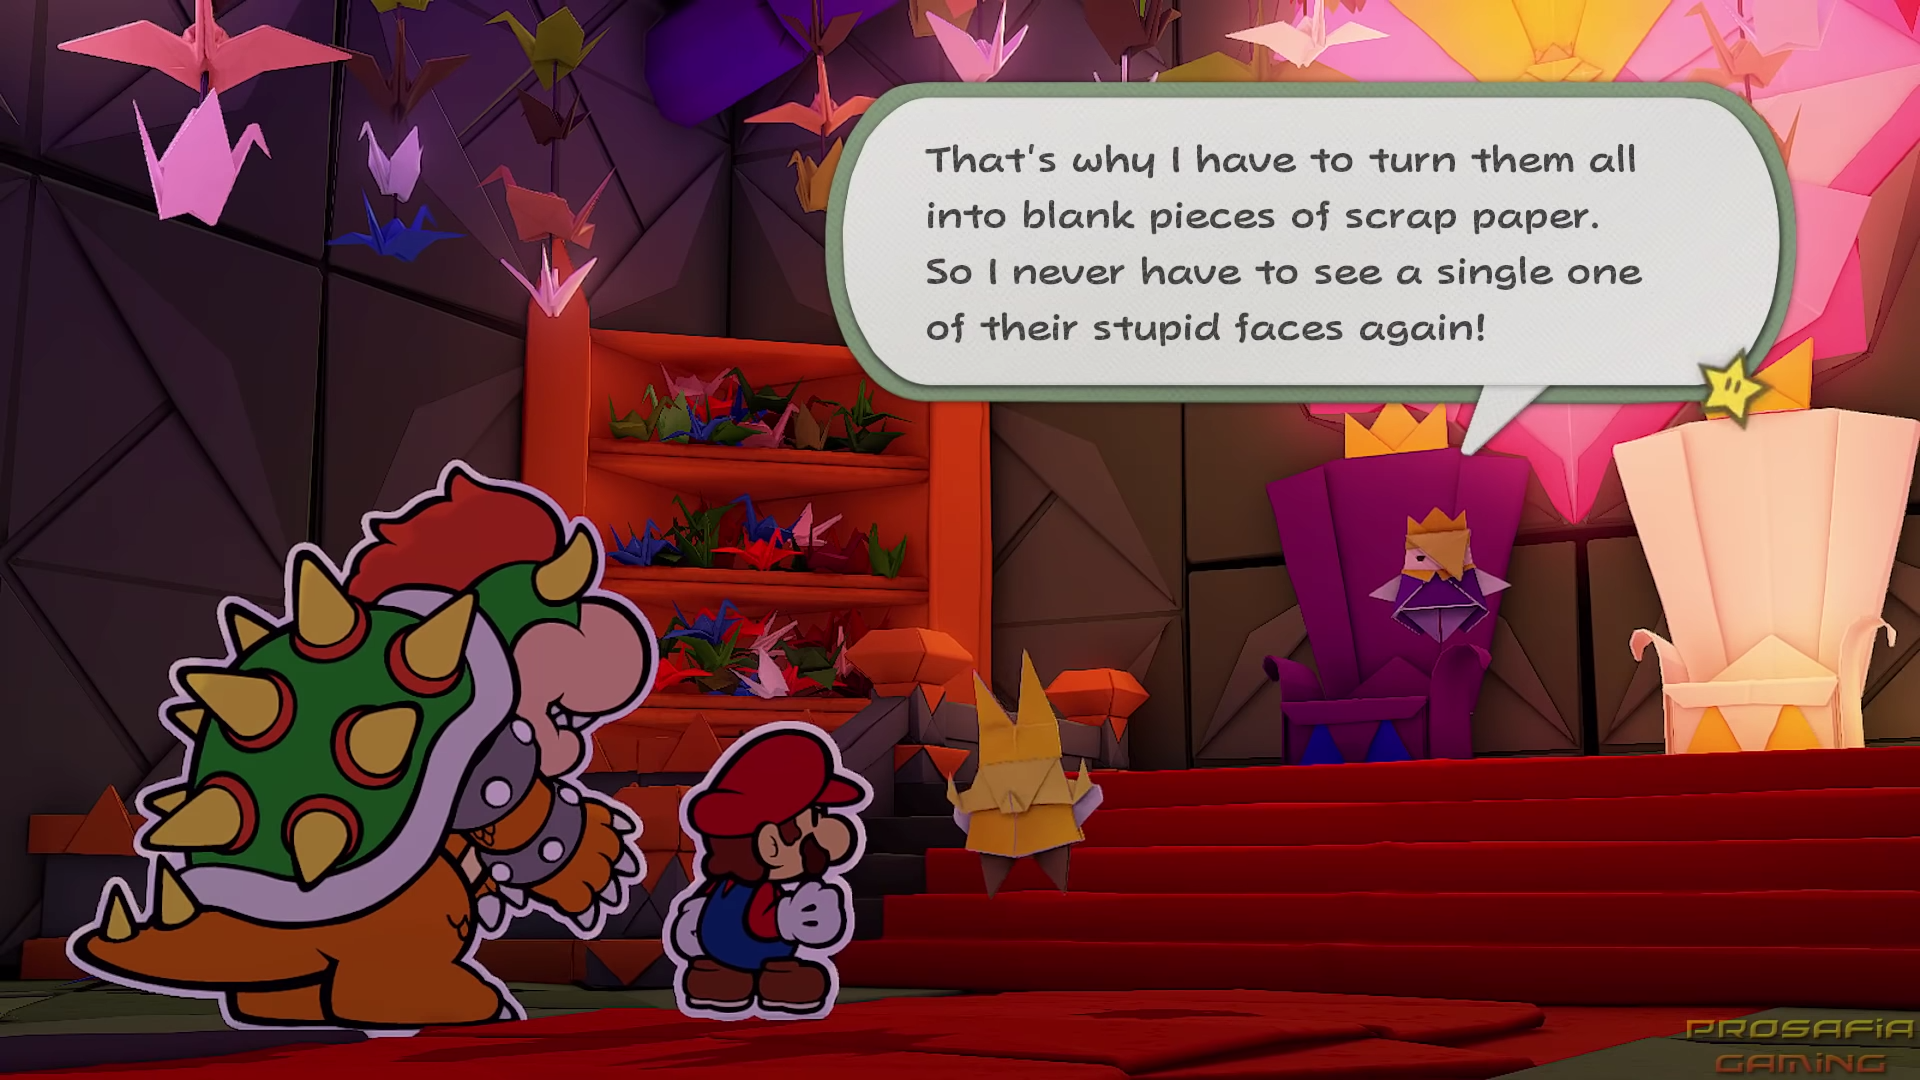 That's why I have to turn them all
into blank pieces of scrap paper.
So I never have to see a single one
of their stupid faces again!
PROSAFiA
GAMiNG